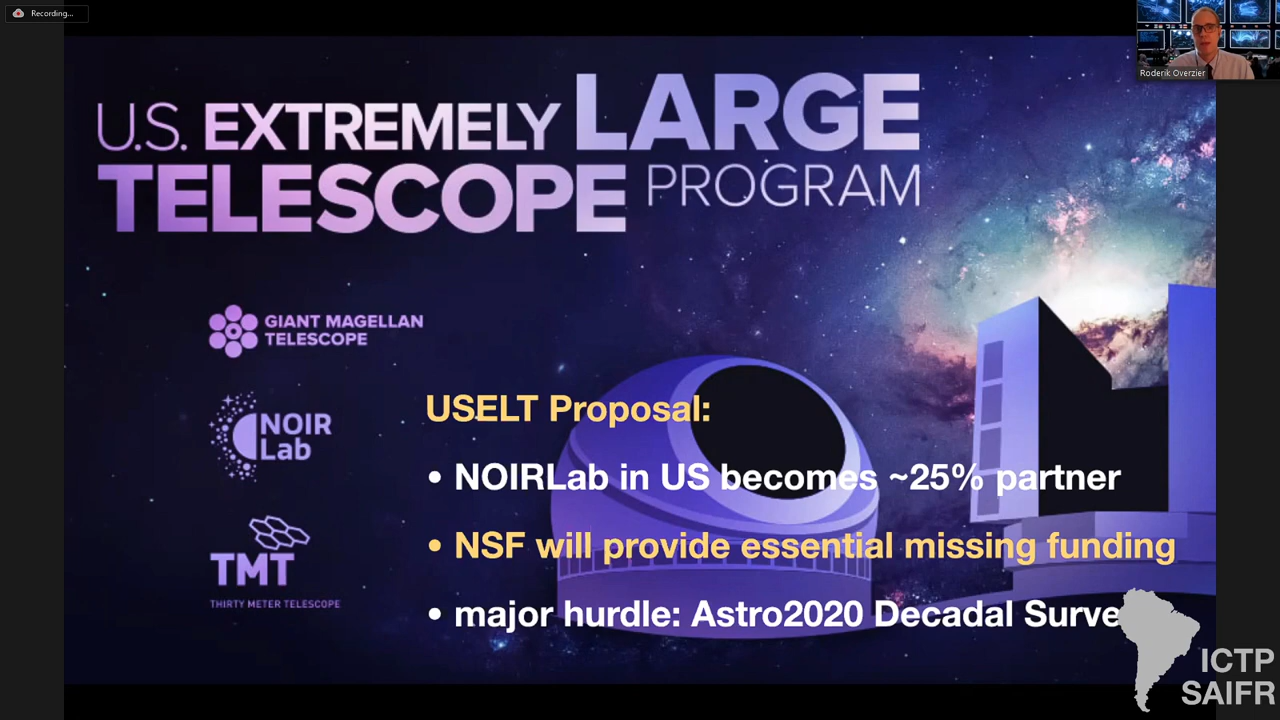 Recording...
Roderik Overzier
U.S. EXTREMELY LARGE
TELESCOPE PROGRAM
GIANT MAGELLAN
TELESCOPE
NOIR
Lab
TMT
THIRTY METER TELESCOPE
USELT Proposal:
• NOIRLab in US becomes ~25% partner
• NSF will provide essential missing funding
• major hurdle: Astro2020 Decadal Surve
ICTP
SAIFR